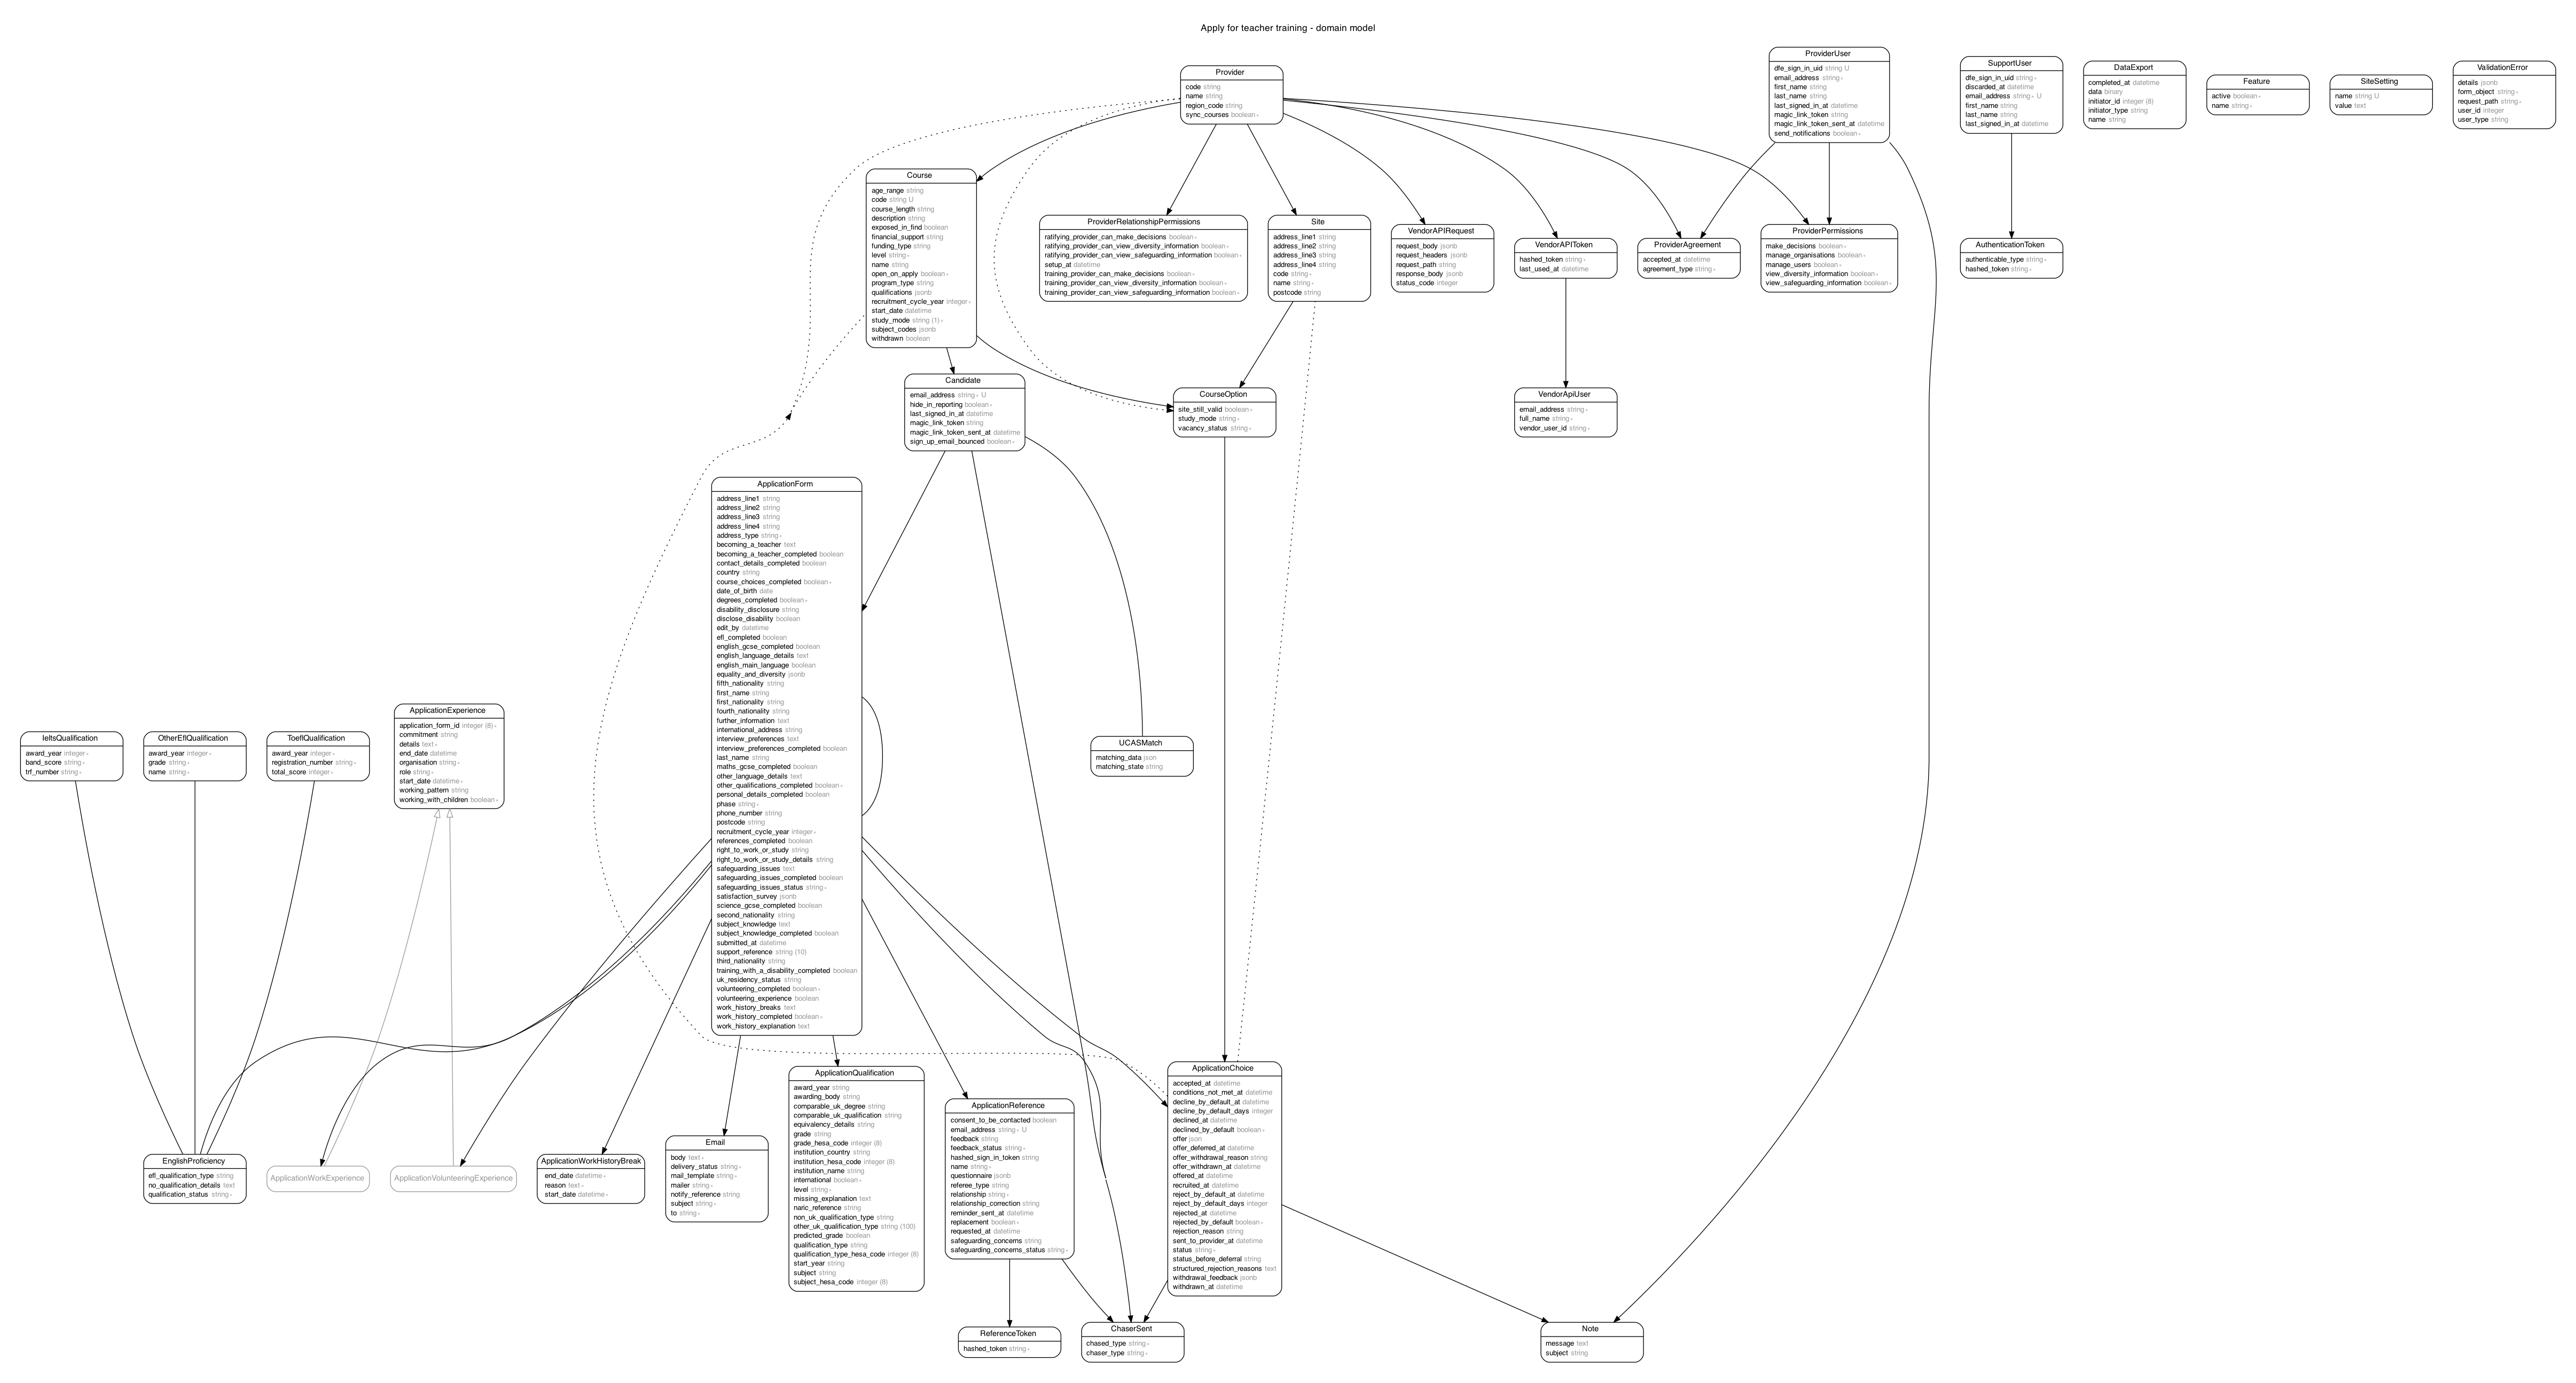 Apply for teacher training - domain model
Provider
code string
name string
region_code string
sync_courses boolean ∗
ProviderUser
dfe_sign_in_uid string U
email_address string ∗
first_name string
last_name string
last_signed_in_at datetime
magic_link_token string
magic_link_token_sent_at datetime
send_notifications boolean ∗
SupportUser
dfe_sign_in_uid string ∗
discarded_at datetime
email_address string ∗ U
first_name string
last_name string
last_signed_in_at datetime
DataExport
completed_at datetime
data binary
initiator_id integer (8)
initiator_type string
name string
Feature
active boolean ∗
name string ∗
SiteSetting
name string U
value text
ValidationError
details jsonb
form_object string ∗
request_path string ∗
user_id integer
user_type string
Course
age_range string
code string U
course_length string
description string
exposed_in_find boolean
financial_support string
funding_type string
level string ∗
name string
open_on_apply boolean ∗
program_type string
qualifications jsonb
recruitment_cycle_year integer ∗
start_date datetime
study_mode string (1) ∗
subject_codes jsonb
withdrawn boolean
ProviderRelationshipPermissions
ratifying_provider_can_make_decisions boolean ∗
ratifying_provider_can_view_diversity_information boolean ∗
ratifying_provider_can_view_safeguarding_information boolean ∗
setup_at datetime
training_provider_can_make_decisions boolean ∗
training_provider_can_view_diversity_information boolean ∗
training_provider_can_view_safeguarding_information boolean ∗
Site
address_line1 string
address_line2 string
address_line3 string
address_line4 string
code string ∗
name string ∗
postcode string
VendorAPIRequest
request_body jsonb
request_headers jsonb
request_path string
response_body jsonb
status_code integer
VendorAPIToken
hashed_token string ∗
last_used_at datetime
ProviderAgreement
accepted_at datetime
agreement_type string ∗
ProviderPermissions
make_decisions boolean ∗
manage_organisations boolean ∗
manage_users boolean ∗
view_diversity_information boolean ∗
view_safeguarding_information boolean ∗
AuthenticationToken
authenticable_type string ∗
hashed_token string ∗
Candidate
email_address string ∗ U
hide_in_reporting boolean ∗
last_signed_in_at datetime
magic_link_token string
magic_link_token_sent_at datetime
sign_up_email_bounced boolean ∗
CourseOption
site_still_valid boolean ∗
study_mode string ∗
vacancy_status string ∗
VendorApiUser
email_address string ∗
full_name string ∗
vendor_user_id string ∗
ApplicationForm
address_line1 string
address_line2 string
address_line3 string
address_line4 string
address_type string ∗
becoming_a_teacher text
becoming_a_teacher_completed boolean
contact_details_completed boolean
country string
course_choices_completed boolean ∗
date_of_birth date
degrees_completed boolean ∗
disability_disclosure string
disclose_disability boolean
edit_by datetime
efl_completed boolean
english_gcse_completed boolean
english_language_details text
english_main_language boolean
equality_and_diversity jsonb
fifth_nationality string
first_name string
first_nationality string
fourth_nationality string
further_information text
international_address string
interview_preferences text
interview_preferences_completed boolean
last_name string
maths_gcse_completed boolean
other_language_details text
other_qualifications_completed boolean ∗
personal_details_completed boolean
phase string ∗
phone_number string
postcode string
recruitment_cycle_year integer ∗
references_completed boolean
right_to_work_or_study string
right_to_work_or_study_details string
safeguarding_issues text
safeguarding_issues_completed boolean
safeguarding_issues_status string ∗
satisfaction_survey jsonb
science_gcse_completed boolean
second_nationality string
subject_knowledge text
subject_knowledge_completed boolean
submitted_at datetime
support_reference string (10)
third_nationality string
training_with_a_disability_completed boolean
uk_residency_status string
volunteering_completed boolean ∗
volunteering_experience boolean
work_history_breaks text
work_history_completed boolean ∗
work_history_explanation text
IeltsQualification
award_year integer ∗
band_score string ∗
trf_number string ∗
OtherEflQualification
award_year integer ∗
grade string ∗
name string ∗
ToeflQualification
award_year integer ∗
registration_number string ∗
total_score integer ∗
ApplicationExperience
application_form_id integer (8) ∗
commitment string
details text ∗
end_date datetime
organisation string ∗
role string ∗
start_date datetime ∗
working_pattern string
working_with_children boolean ∗
UCASMatch
matching_data json
matching_state string
EnglishProficiency
efl_qualification_type string
no_qualification_details text
qualification_status string ∗
ApplicationWorkExperience
ApplicationVolunteeringExperience
ApplicationWorkHistoryBreak
end_date datetime ∗
reason text ∗
start_date datetime ∗
Email
body text ∗
delivery_status string ∗
mail_template string ∗
mailer string ∗
notify_reference string
subject string ∗
to string ∗
ApplicationQualification
award_year string
awarding_body string
comparable_uk_degree string
comparable_uk_qualification string
equivalency_details string
grade string
grade_hesa_code integer (8)
institution_country string
institution_hesa_code integer (8)
institution_name string
international boolean ∗
level string ∗
missing_explanation text
naric_reference string
non_uk_qualification_type string
other_uk_qualification_type string (100)
predicted_grade boolean
qualification_type string
qualification_type_hesa_code integer (8)
start_year string
subject string
subject_hesa_code integer (8)
ApplicationReference
consent_to_be_contacted boolean
email_address string ∗ U
feedback string
feedback_status string ∗
hashed_sign_in_token string
name string ∗
questionnaire jsonb
referee_type string
relationship string ∗
relationship_correction string
reminder_sent_at datetime
replacement boolean ∗
requested_at datetime
safeguarding_concerns string
safeguarding_concerns_status string ∗
ApplicationChoice
accepted_at datetime
conditions_not_met_at datetime
decline_by_default_at datetime
decline_by_default_days integer
declined_at datetime
declined_by_default boolean ∗
offer json
offer_deferred_at datetime
offer_withdrawal_reason string
offer_withdrawn_at datetime
offered_at datetime
recruited_at datetime
reject_by_default_at datetime
reject_by_default_days integer
rejected_at datetime
rejected_by_default boolean ∗
rejection_reason string
sent_to_provider_at datetime
status string ∗
status_before_deferral string
structured_rejection_reasons text
withdrawal_feedback jsonb
withdrawn_at datetime
ReferenceToken
hashed_token string ∗
ChaserSent
chased_type string ∗
chaser_type string ∗
Note
message text
subject string